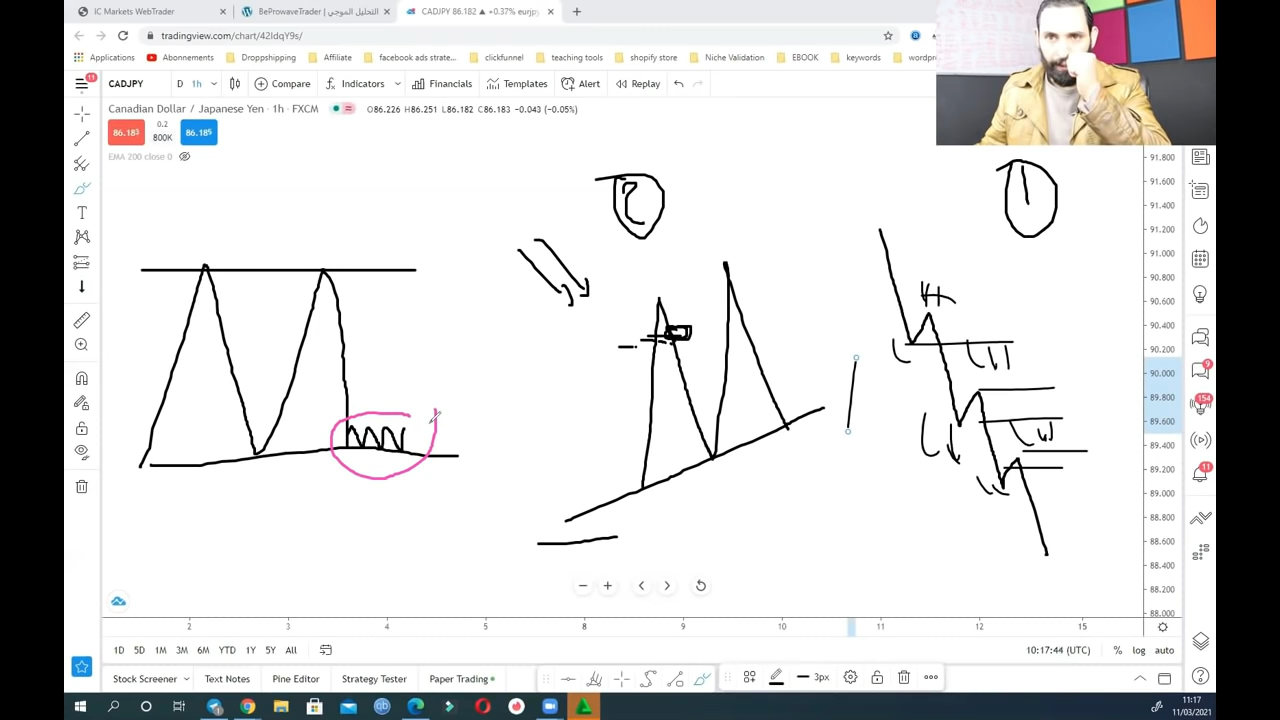 IC Markets WebTrader
BeProwaveTrader | التحليل الموجي
CADJPY 86.182 ▲ +0.37% eurjp
tradingview.com/chart/42IdqY9s/
Applications
Abonnements
Droppshipping
Affiliate
facebook ads strate...
clickfunnel
teaching tools
shopify store
Niche Validation
EBOOK
keywords
wordpr
11
CADJPY
D
1h
Compare
Indicators
Financials
Templates
Alert
Replay
Canadian Dollar / Japanese Yen · 1h · FXCM
O86.226 H86.251 L86.182 C86.183 -0.043 (-0.05%)
86.183
0.2
800K
86.185
EMA 200 close 0
91.800
91.600
91.400
91.200
91.000
90.800
90.600
90.400
90.200
90.000
89.800
89.600
89.400
89.200
89.000
88.800
88.600
88.400
88.200
88.000
9
154
11
2
3
4
5
8
9
10
11
12
15
1D
5D
1M
3M
6M
YTD
1Y
5Y
All
10:17:44 (UTC)
%
log
auto
Stock Screener
Text Notes
Pine Editor
Strategy Tester
Paper Trading
3px
11:17
11/03/2021